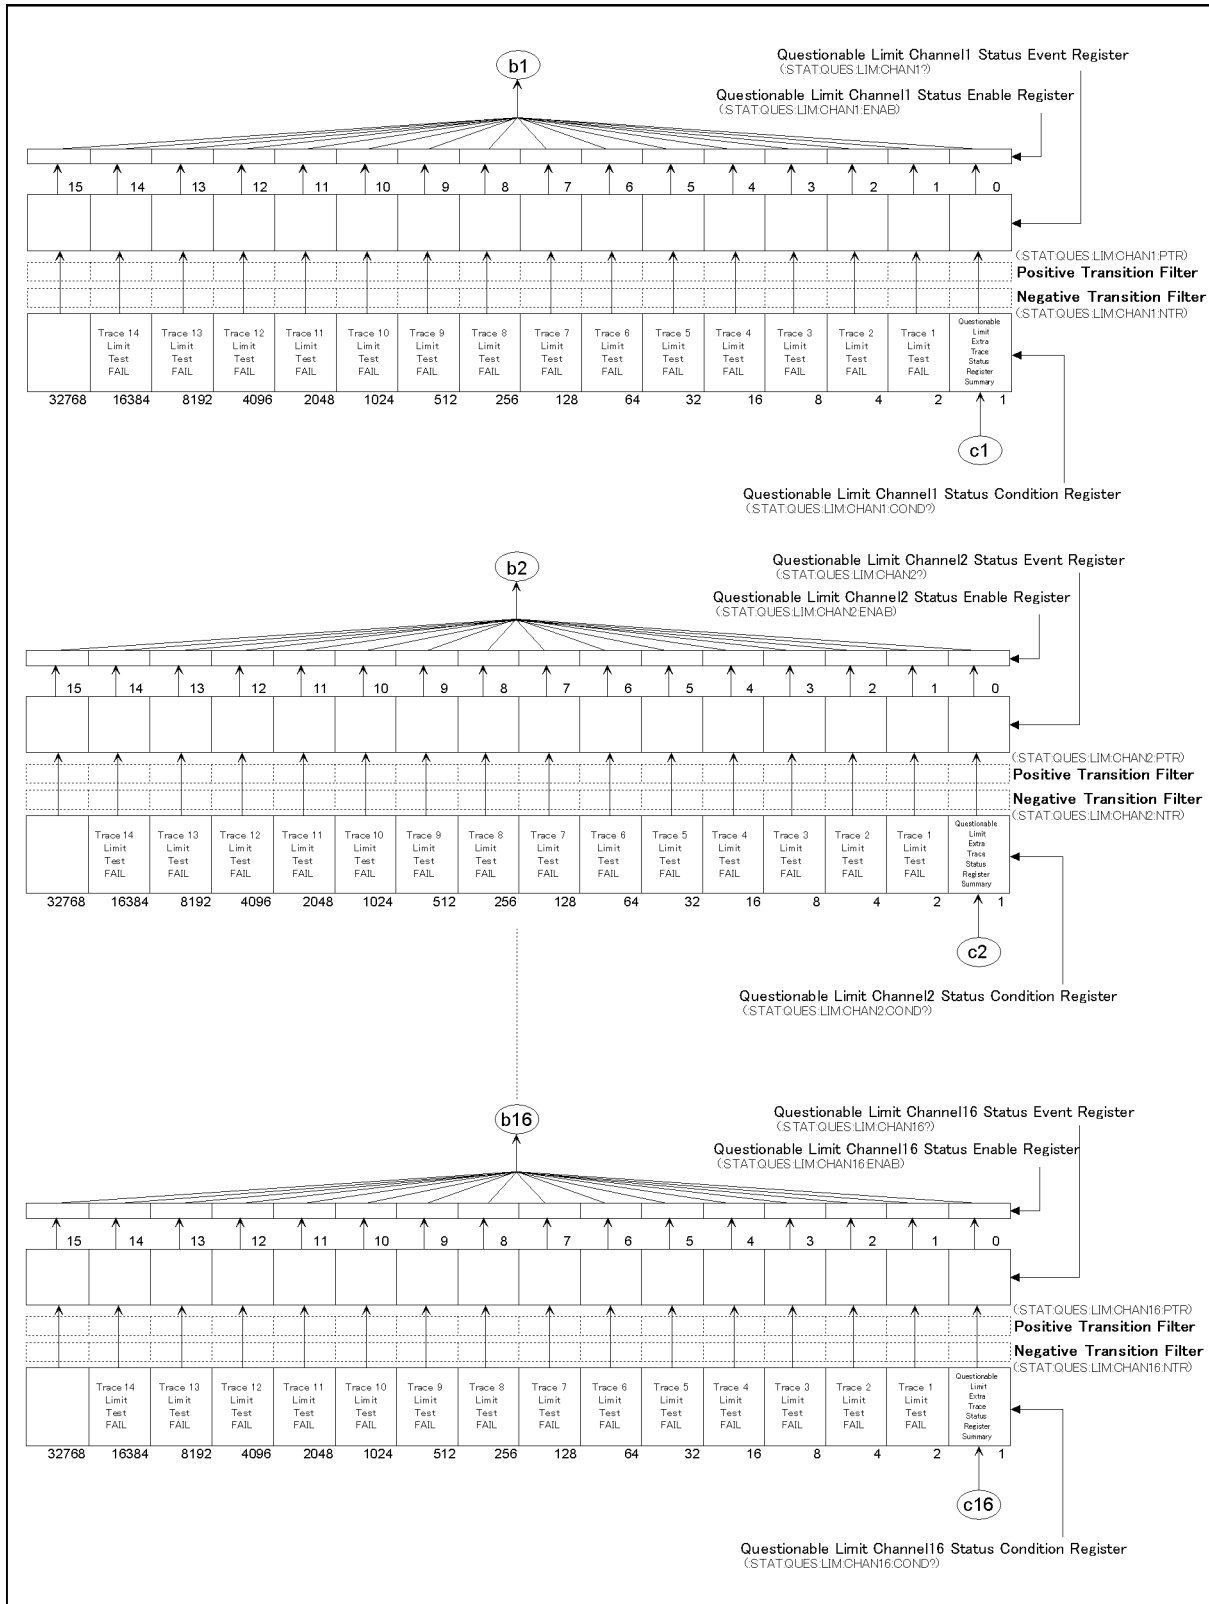 b1
Questionable Limit Channel1 Status Event Register
(:STAT:QUES:LIM:CHAN1?)
Questionable Limit Channel1 Status Enable Register
(:STAT:QUES:LIM:CHAN1:ENAB)
15 14 13 12 11 10 9 8 7 6 5 4 3 2 1 0
(:STAT:QUES:LIM:CHAN1:PTR)
Positive Transition Filter
Negative Transition Filter
(:STAT:QUES:LIM:CHAN1:NTR)
Trace 14 Trace 13 Trace 12 Trace 11 Trace 10 Trace 9 Trace 8 Trace 7 Trace 6 Trace 5 Trace 4 Trace 3 Trace 2 Trace 1 Questionable
Limit Limit Limit Limit Limit Limit Limit Limit Limit Limit Limit Limit Limit Limit Limit
Extra
Test Test Test Test Test Test Test Test Test Test Test Test Test Test Trace
Status
FAIL FAIL FAIL FAIL FAIL FAIL FAIL FAIL FAIL FAIL FAIL FAIL FAIL FAIL Register
Summary
32768 16384 8192 4096 2048 1024 512 256 128 64 32 16 8 4 2 1
c1
Questionable Limit Channel1 Status Condition Register
(:STAT:QUES:LIM:CHAN1:COND?)
b2
Questionable Limit Channel2 Status Event Register
(:STAT:QUES:LIM:CHAN2?)
Questionable Limit Channel2 Status Enable Register
(:STAT:QUES:LIM:CHAN2:ENAB)
15 14 13 12 11 10 9 8 7 6 5 4 3 2 1 0
(:STAT:QUES:LIM:CHAN2:PTR)
Positive Transition Filter
Negative Transition Filter
(:STAT:QUES:LIM:CHAN2:NTR)
Trace 14 Trace 13 Trace 12 Trace 11 Trace 10 Trace 9 Trace 8 Trace 7 Trace 6 Trace 5 Trace 4 Trace 3 Trace 2 Trace 1 Questionable
Limit Limit Limit Limit Limit Limit Limit Limit Limit Limit Limit Limit Limit Limit Limit
Extra
Test Test Test Test Test Test Test Test Test Test Test Test Test Test Trace
Status
FAIL FAIL FAIL FAIL FAIL FAIL FAIL FAIL FAIL FAIL FAIL FAIL FAIL FAIL Register
Summary
32768 16384 8192 4096 2048 1024 512 256 128 64 32 16 8 4 2 1
c2
Questionable Limit Channel2 Status Condition Register
(:STAT:QUES:LIM:CHAN2:COND?)
b16
Questionable Limit Channel16 Status Event Register
(:STAT:QUES:LIM:CHAN16?)
Questionable Limit Channel16 Status Enable Register
(:STAT:QUES:LIM:CHAN16:ENAB)
15 14 13 12 11 10 9 8 7 6 5 4 3 2 1 0
(:STAT:QUES:LIM:CHAN16:PTR)
Positive Transition Filter
Negative Transition Filter
(:STAT:QUES:LIM:CHAN16:NTR)
Trace 14 Trace 13 Trace 12 Trace 11 Trace 10 Trace 9 Trace 8 Trace 7 Trace 6 Trace 5 Trace 4 Trace 3 Trace 2 Trace 1 Questionable
Limit Limit Limit Limit Limit Limit Limit Limit Limit Limit Limit Limit Limit Limit Limit
Extra
Test Test Test Test Test Test Test Test Test Test Test Test Test Test Trace
Status
FAIL FAIL FAIL FAIL FAIL FAIL FAIL FAIL FAIL FAIL FAIL FAIL FAIL FAIL Register
Summary
32768 16384 8192 4096 2048 1024 512 256 128 64 32 16 8 4 2 1
c16
Questionable Limit Channel16 Status Condition Register
(:STAT:QUES:LIM:CHAN16:COND?)